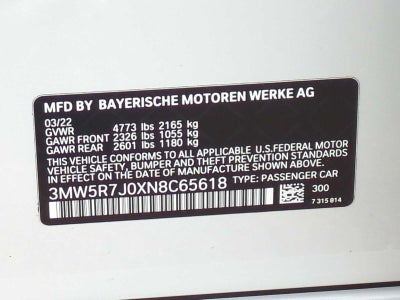 MFD BY BAYERISCHE MOTOREN WERKE AG
03/22
GVWR 4773 lbs 2165 kg
GAWR FRONT 2326 lbs 1055 kg
GAWR REAR 2601 lbs 1180 kg
THIS VEHICLE CONFORMS TO ALL APPLICABLE
U.S.FEDERAL MOTOR
VEHICLE SAFETY, BUMPER, AND THEFT PREVENTION
STANDARDS IN EFFECT ON THE DATE OF MANUFACTURE SHOWN ABOVE.
3MW5R7J0XN8C65618 TYPE: PASSENGER CAR
300
7 315 814